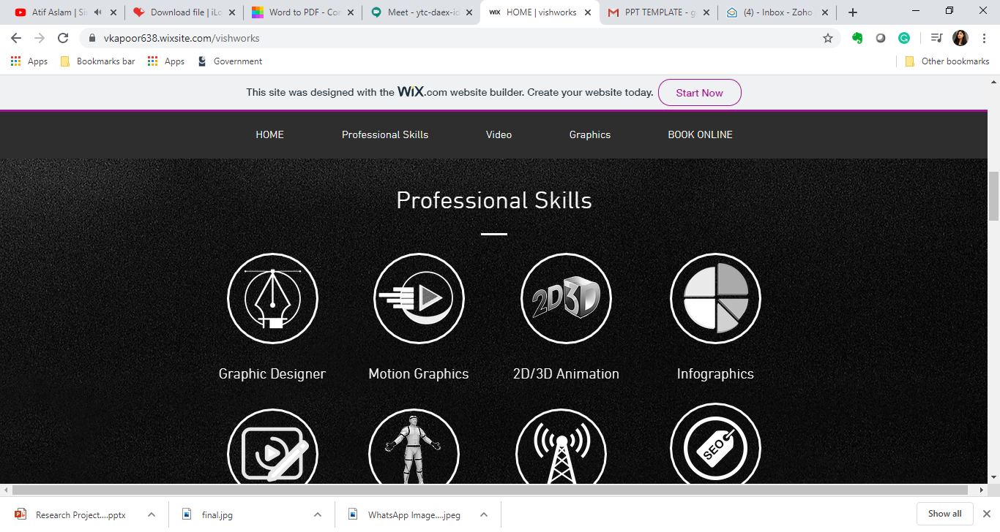 Atif Aslam | Si
Download file | iLo
Word to PDF - Con
Meet - ytc-daex-io
WiX HOME | vishworks
PPT TEMPLATE - g
(4) - Inbox - Zoho
vkapoor638.wixsite.com/vishworks
Apps Bookmarks bar Apps Government Other bookmarks
This site was designed with the WiX.com website builder. Create your website today. Start Now
HOME Professional Skills Video Graphics BOOK ONLINE
Professional Skills
2D3D
Graphic Designer Motion Graphics 2D/3D Animation Infographics
SEO
Research Project....pptx final.jpg WhatsApp Image....jpeg Show all